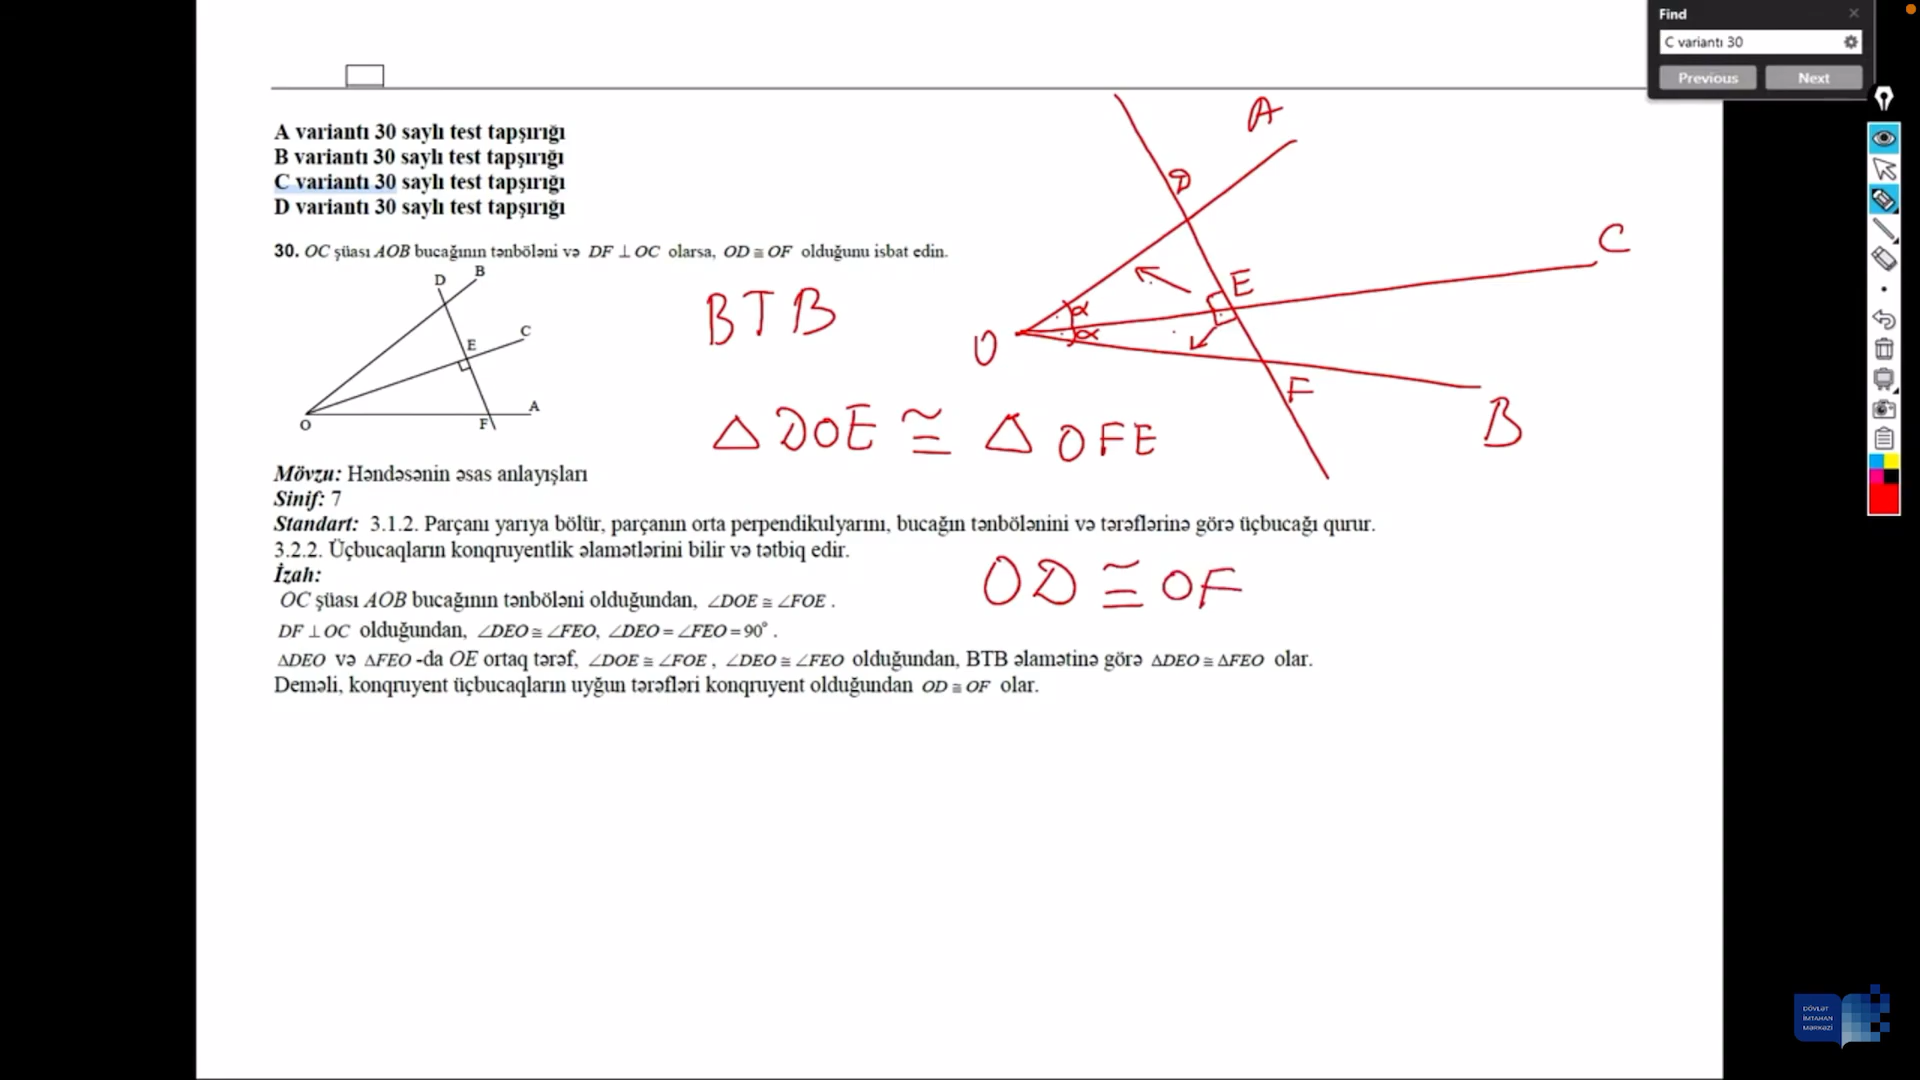 Find
C variantı 30
Previous Next
A variantı 30 saylı test tapşırığı
B variantı 30 saylı test tapşırığı
C variantı 30 saylı test tapşırığı
D variantı 30 saylı test tapşırığı
30. OC şüası AOB bucağının tənböləni və DF ⊥ OC olarsa, OD ≅ OF olduğunu isbat edin.
D B
C
E
A
O F
BTB
A
D
C
E
α
α
O
F
B
△DOE ≅ △OFE
Mövzu: Həndəsənin əsas anlayışları
Sinif: 7
Standart: 3.1.2. Parçanı yarıya bölür, parçanın orta perpendikulyarını, bucağın tənbölənini və tərəflərinə görə üçbucağı qurur.
3.2.2. Üçbucaqların konqruyentlik əlamətlərini bilir və tətbiq edir.
İzah:
OD ≅ OF
OC şüası AOB bucağının tənböləni olduğundan, ∠DOE ≅ ∠FOE .
DF ⊥ OC olduğundan, ∠DEO ≅ ∠FEO, ∠DEO = ∠FEO = 90° .
ΔDEO və ΔFEO -da OE ortaq tərəf, ∠DOE ≅ ∠FOE , ∠DEO ≅ ∠FEO olduğundan, BTB əlamətinə görə ΔDEO ≅ ΔFEO olar.
Deməli, konqruyent üçbucaqların uyğun tərəfləri konqruyent olduğundan OD ≅ OF olar.
DÖVLƏT
İMTAHAN
MƏRKƏZİ